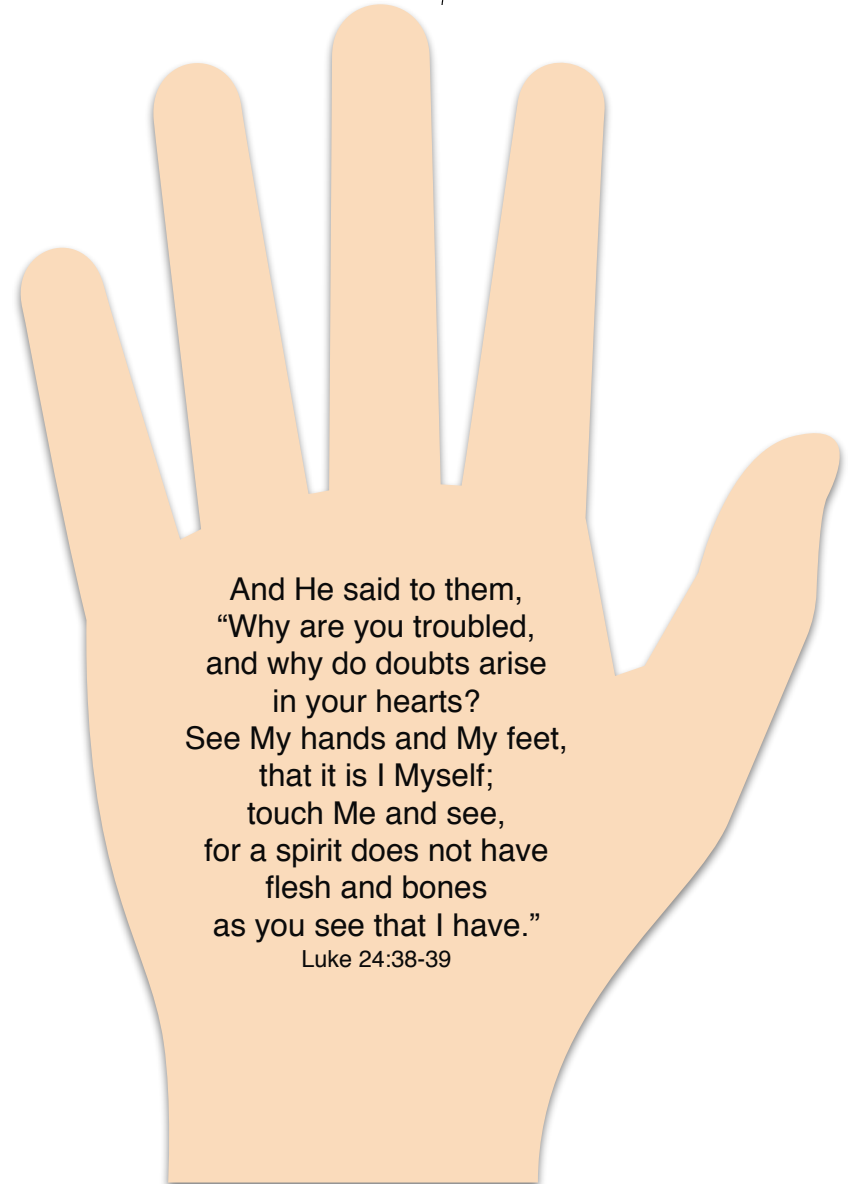 And He said to them,
“Why are you troubled,
and why do doubts arise
in your hearts?
See My hands and My feet,
that it is I Myself;
touch Me and see,
for a spirit does not have
flesh and bones
as you see that I have.”
Luke 24:38-39